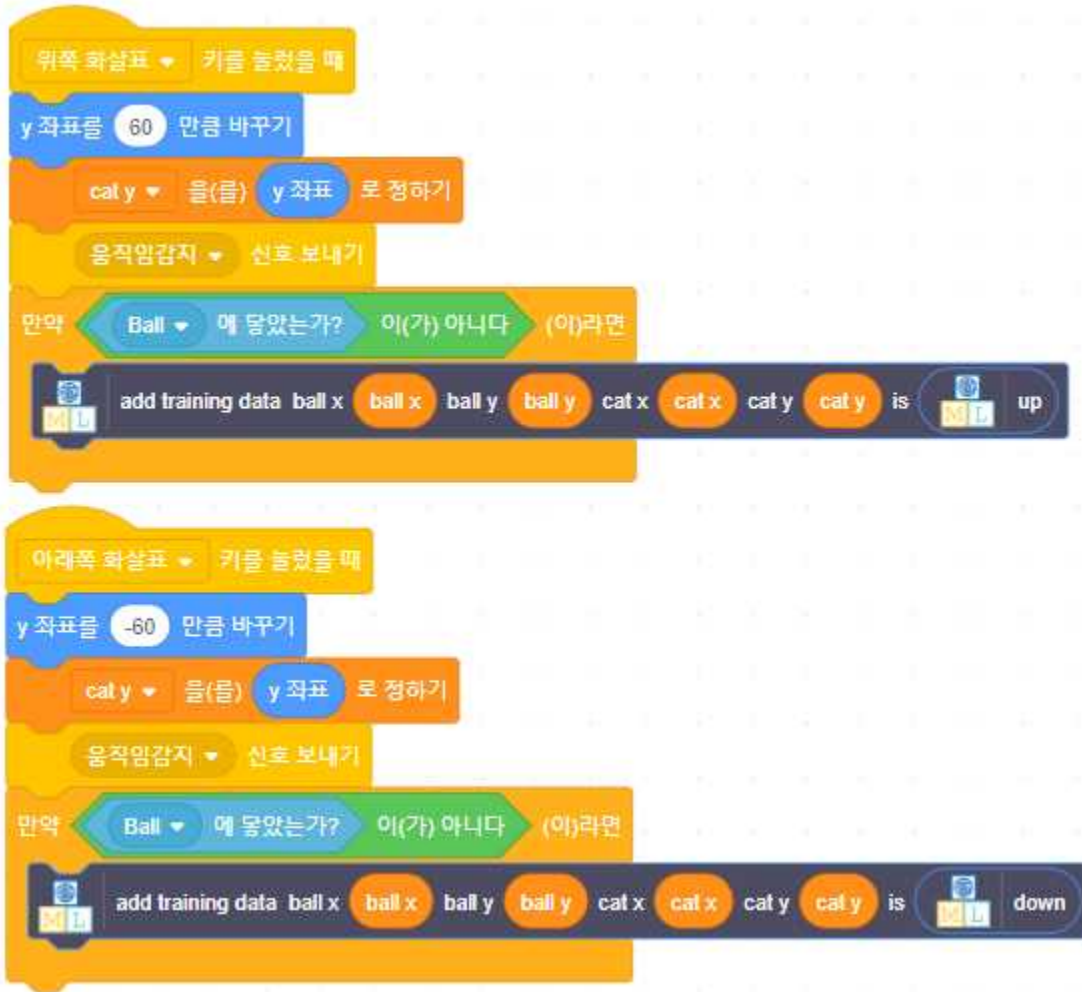 위쪽 화살표 키를 눌렀을 때
y 좌표를 60 만큼 바꾸기
cat y 을(를) y 좌표 로 정하기
움직임감지 신호 보내기
만약 Ball 에 닿았는가? 이(가) 아니다 (이)라면
ML add training data ball x ball x ball y ball y cat x cat x cat y cat y is ML up
아래쪽 화살표 키를 눌렀을 때
y 좌표를 -60 만큼 바꾸기
cat y 을(를) y 좌표 로 정하기
움직임감지 신호 보내기
만약 Ball 에 닿았는가? 이(가) 아니다 (이)라면
ML add training data ball x ball x ball y ball y cat x cat x cat y cat y is ML down